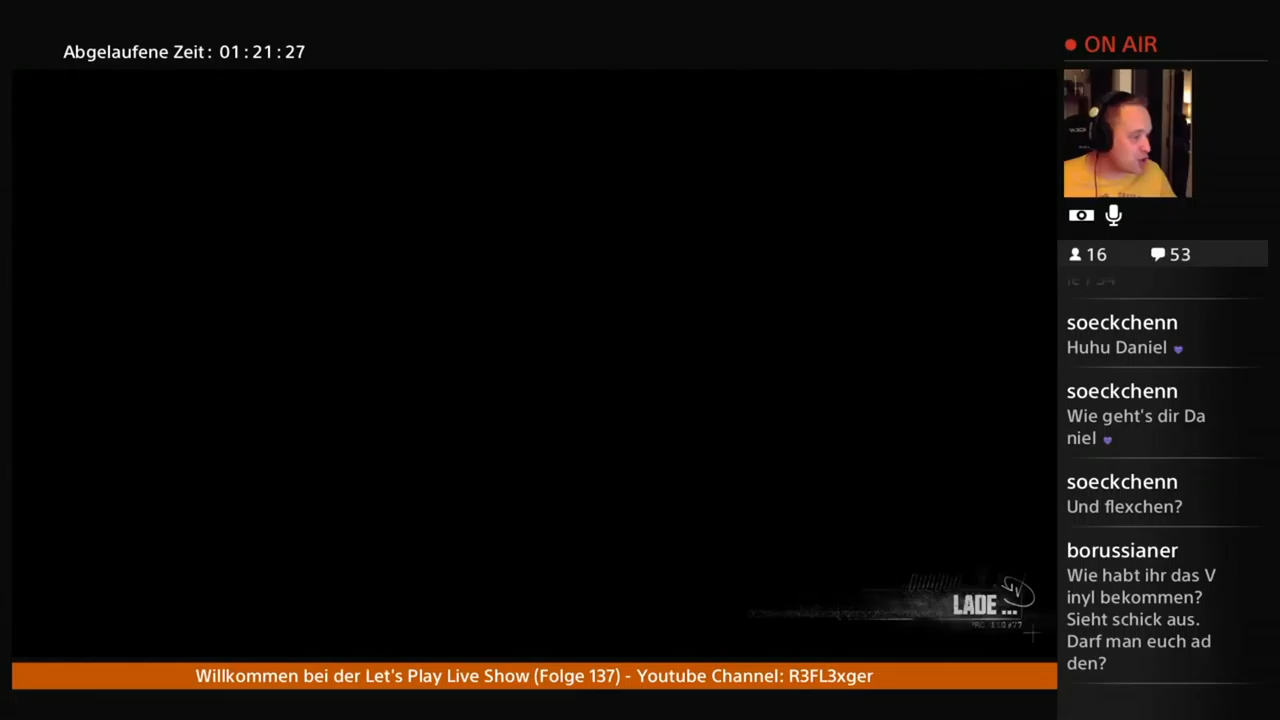 Abgelaufene Zeit: 01:21:27
ON AIR
16 53
soeckchenn
Huhu Daniel 💜
soeckchenn
Wie geht's dir Da
niel 💜
soeckchenn
Und flexchen?
borussianer
Wie habt ihr das V
inyl bekommen?
Sieht schick aus.
Darf man euch ad
den?
LADE ...
Willkommen bei der Let's Play Live Show (Folge 137) - Youtube Channel: R3FL3xger